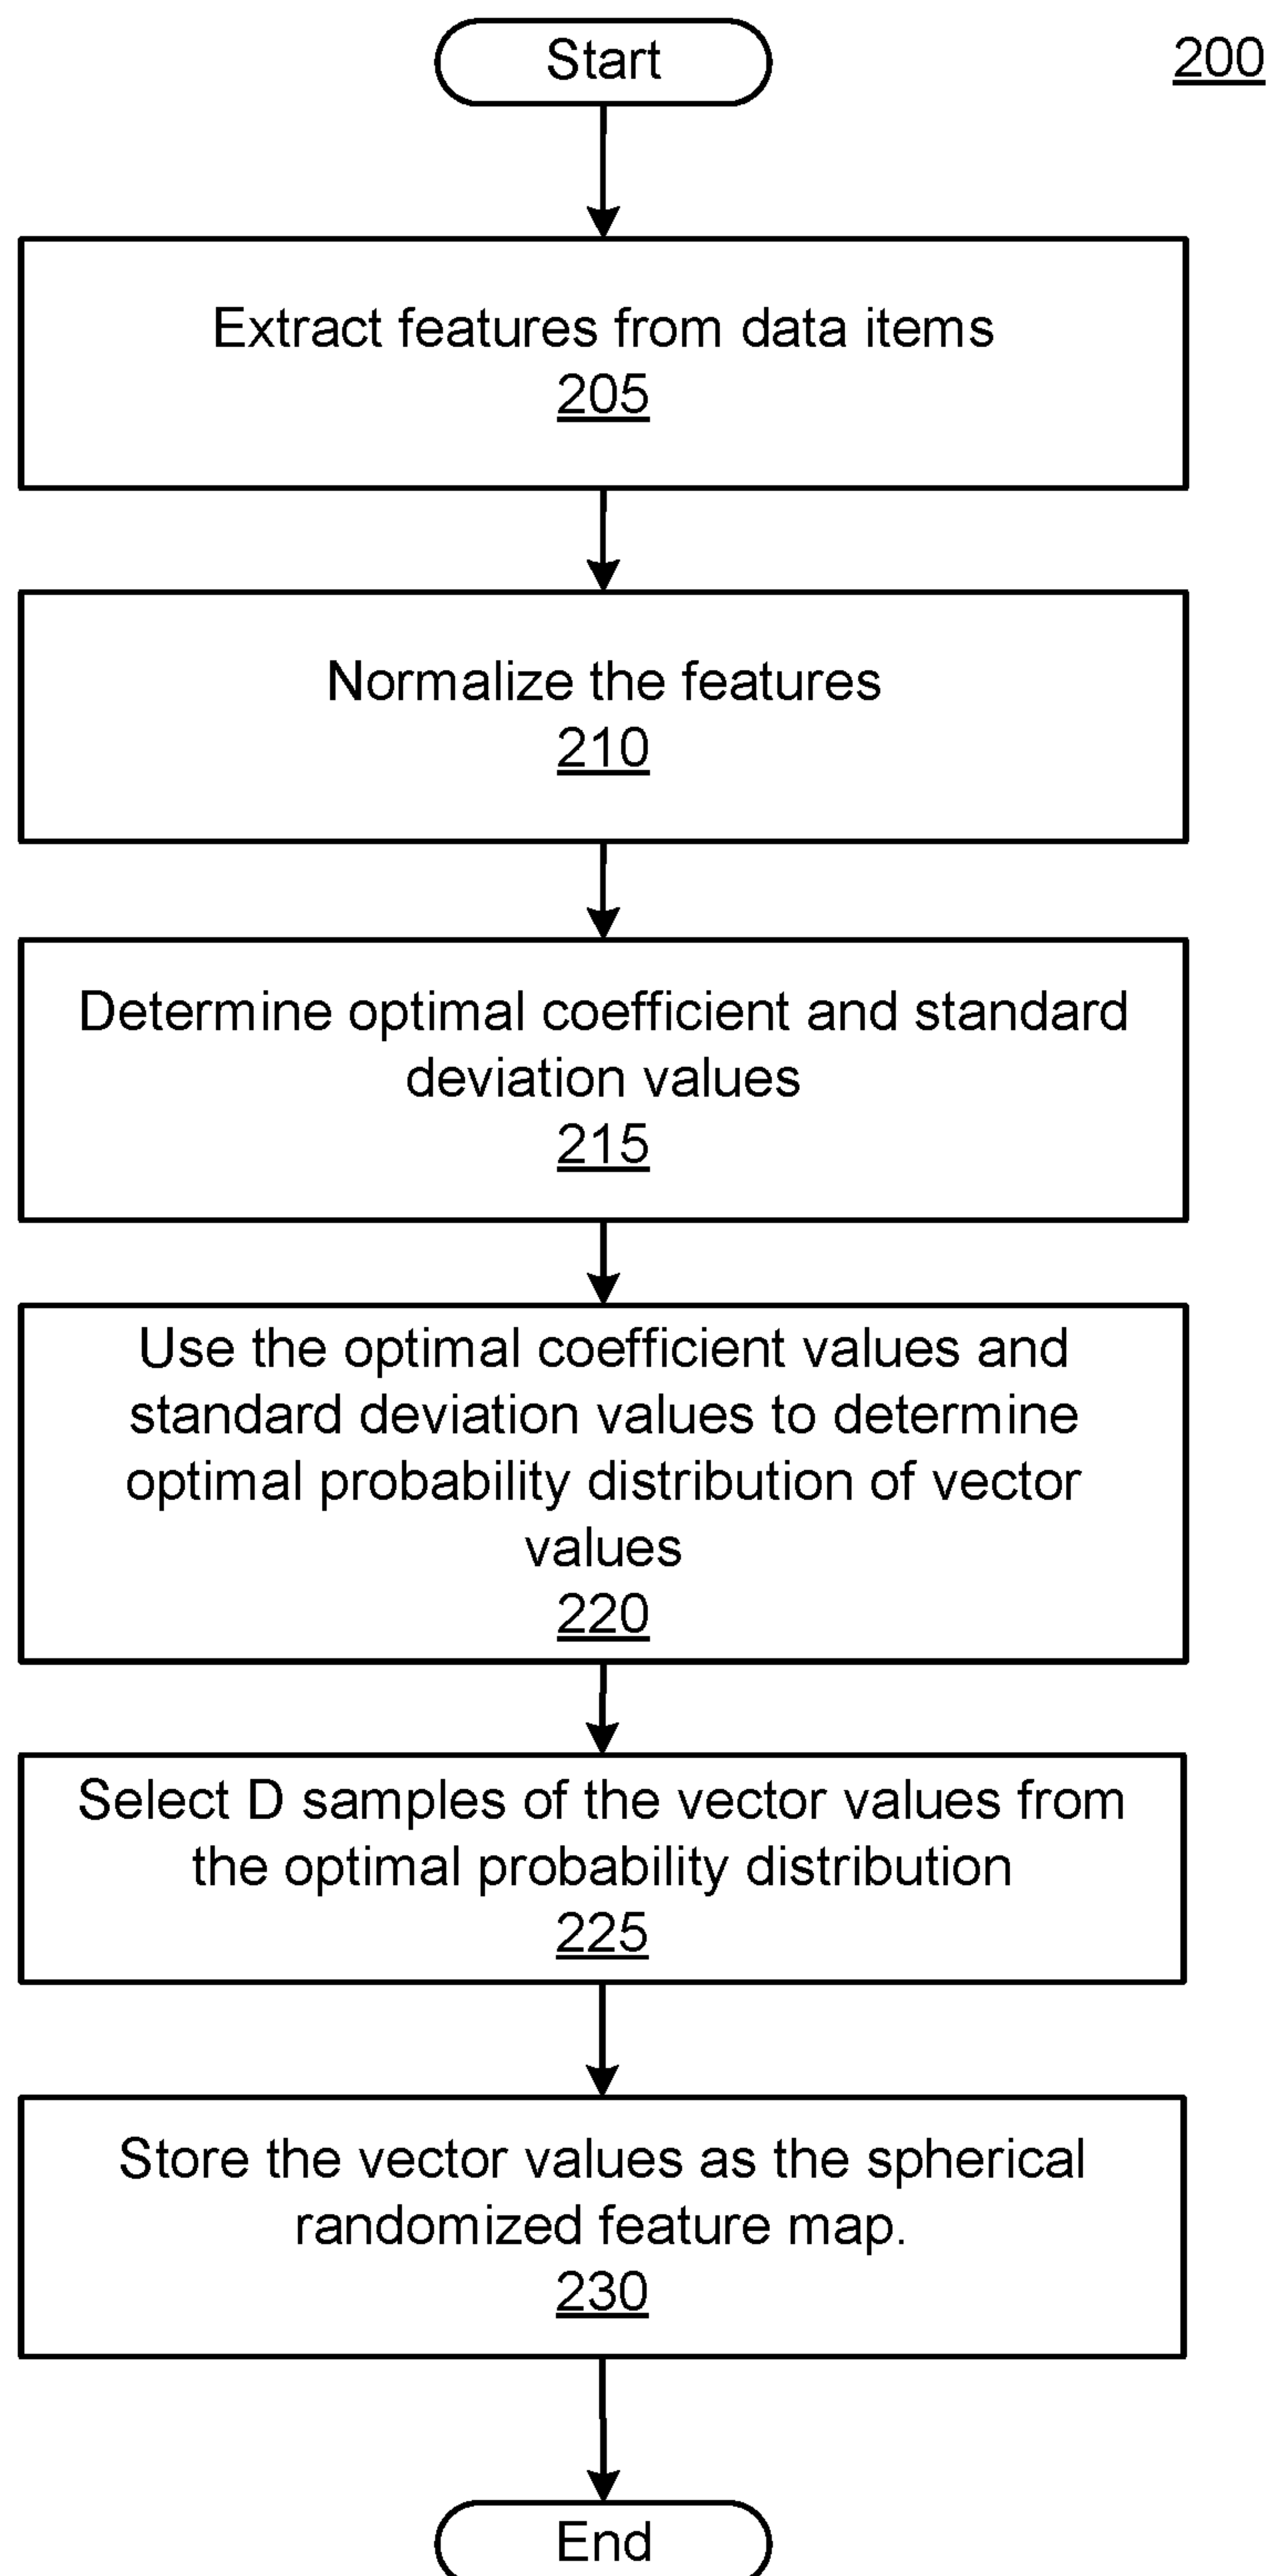 Start
200
Extract features from data items
205
Normalize the features
210
Determine optimal coefficient and standard
deviation values
215
Use the optimal coefficient values and
standard deviation values to determine
optimal probability distribution of vector
values
220
Select D samples of the vector values from
the optimal probability distribution
225
Store the vector values as the spherical
randomized feature map.
230
End